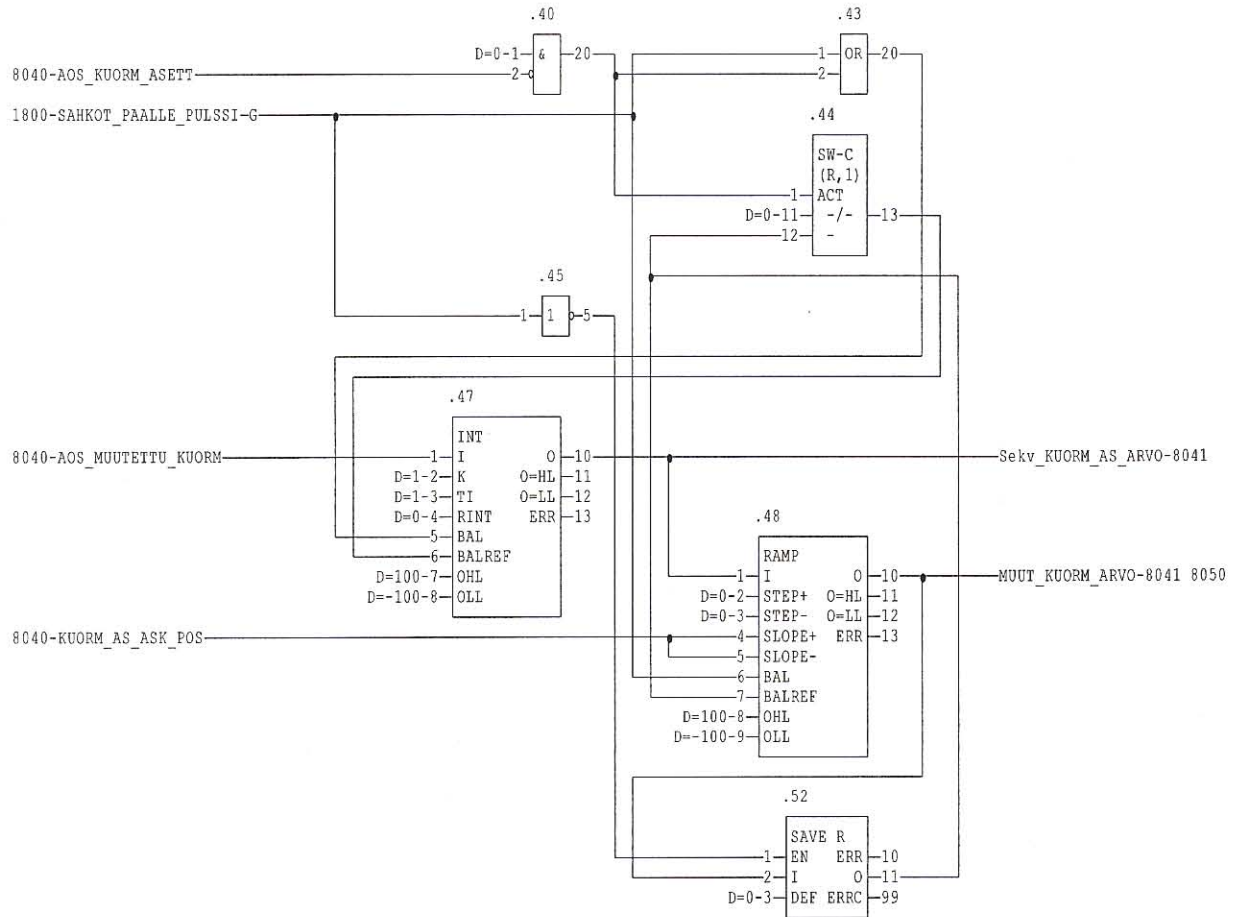 .40
.43
D=0-1 & 20
1 OR 20
8040-AOS_KUORM_ASETT 2
2
1800-SAHKOT_PAALLE_PULSSI-G
.44
SW-C
(R,1)
1 ACT
D=0-11 -/- 13
12 -
.45
1 1 5
.47
INT
8040-AOS_MUUTETTU_KUORM 1 I O 10 Sekv_KUORM_AS_ARVO-8041
D=1-2 K O=HL 11
D=1-3 TI O=LL 12
D=0-4 RINT ERR 13
5 BAL
6 BALREF
D=100-7 OHL
D=-100-8 OLL
.48
RAMP
1 I O 10 MUUT_KUORM_ARVO-8041 8050
D=0-2 STEP+ O=HL 11
D=0-3 STEP- O=LL 12
8040-KUORM_AS_ASK_POS 4 SLOPE+ ERR 13
5 SLOPE-
6 BAL
7 BALREF
D=100-8 OHL
D=-100-9 OLL
.52
SAVE R
1 EN ERR 10
2 I O 11
D=0-3 DEF ERRC 99